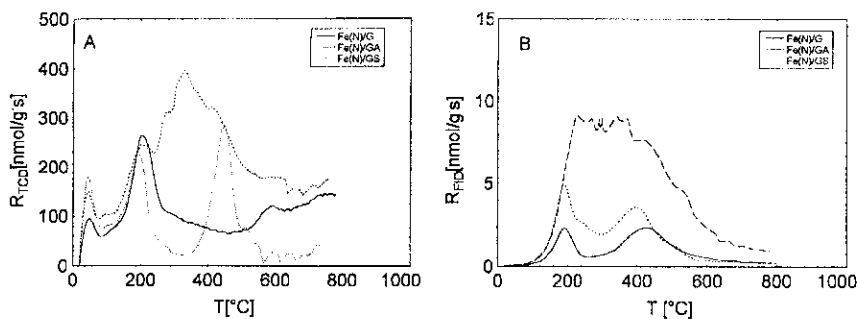 A
Fe(N)/G
Fe(N)/GA
Fe(N)/GS
R_TCD[nmol/g·s]
500
400
300
200
100
0
0 200 400 600 800 1000
T[°C]
B
Fe(N)/G
Fe(N)/GA
Fe(N)/GS
R_FID[nmol/g·s]
15
10
5
0
0 200 400 600 800 1000
T [°C]